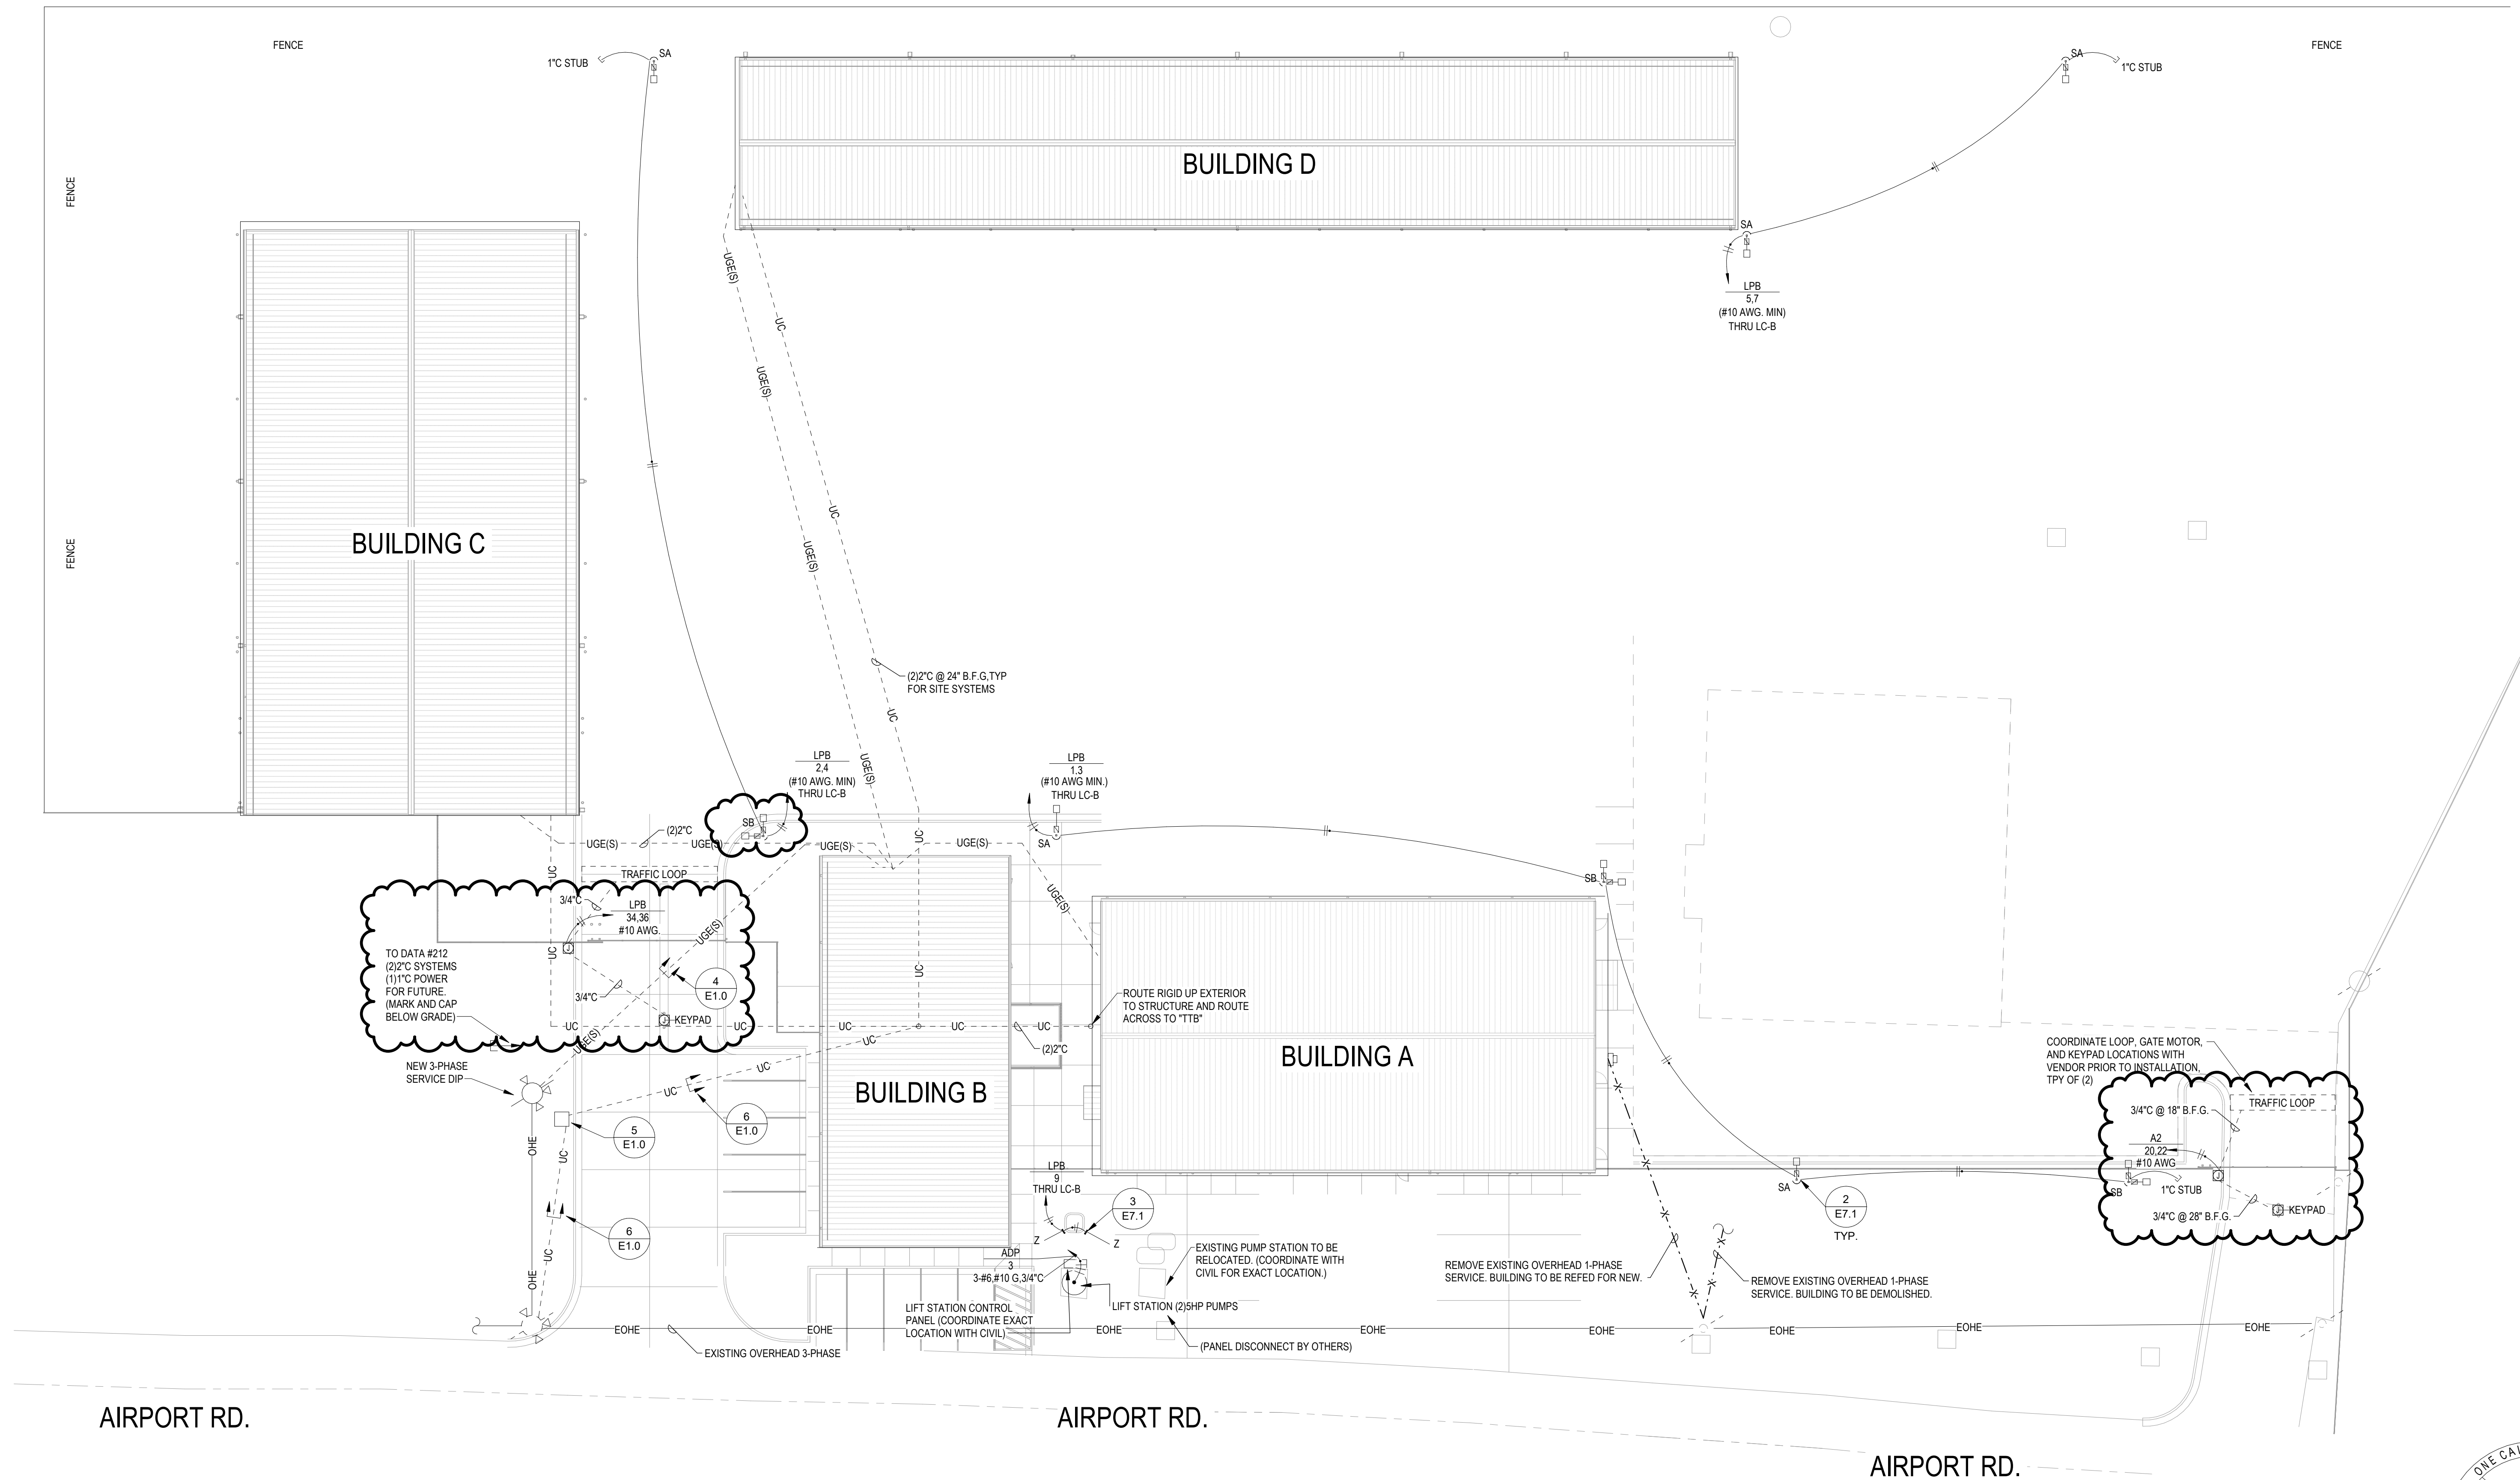 FENCE
1"C STUB
SA
SA
1"C STUB
FENCE
BUILDING D
FENCE
SA
UGE(S)
LPB
5,7
(#10 AWG. MIN)
THRU LC-B
UC
UGE(S)
UC
FENCE
BUILDING C
UGE(S)
(2)2"C @ 24" B.F.G,TYP
FOR SITE SYSTEMS
UC
UGE(S)
LPB
2,4
(#10 AWG. MIN)
THRU LC-B
LPB
1,3
(#10 AWG MIN.)
THRU LC-B
SB
(2)2"C
UGE(S)
UGE(S)
UGE(S)
UC
UGE(S)
SA
TRAFFIC LOOP
UC
SB
UGE(S)
3/4"C
LPB
34,36
#10 AWG.
UGE(S)
UC
TO DATA #212
(2)2"C SYSTEMS
(1)1"C POWER
FOR FUTURE.
(MARK AND CAP
BELOW GRADE)
J
UC
4
E1.0
3/4"C
J
KEYPAD
UC
UC
UC
UC
UC
ROUTE RIGID UP EXTERIOR
TO STRUCTURE AND ROUTE
ACROSS TO "TTB"
(2)2"C
UGE(S)
UC
NEW 3-PHASE
SERVICE DIP
UC
UC
BUILDING B
BUILDING A
COORDINATE LOOP, GATE MOTOR,
AND KEYPAD LOCATIONS WITH
VENDOR PRIOR TO INSTALLATION,
TPY OF (2)
TRAFFIC LOOP
3/4"C @ 18" B.F.G.
5
E1.0
6
E1.0
OHE
UC
A2
20,22
#10 AWG
J
SB
1"C STUB
3/4"C @ 28" B.F.G.
J
KEYPAD
LPB
9
THRU LC-B
3
E7.1
SA
2
E7.1
TYP.
6
E1.0
UC
OHE
Z
Z
ADP
3
3-#6,#10 G,3/4"C
EXISTING PUMP STATION TO BE
RELOCATED. (COORDINATE WITH
CIVIL FOR EXACT LOCATION.)
REMOVE EXISTING OVERHEAD 1-PHASE
SERVICE. BUILDING TO BE REFED FOR NEW.
REMOVE EXISTING OVERHEAD 1-PHASE
SERVICE. BUILDING TO BE DEMOLISHED.
LIFT STATION CONTROL
PANEL (COORDINATE EXACT
LOCATION WITH CIVIL)
LIFT STATION (2)5HP PUMPS
(PANEL DISCONNECT BY OTHERS)
EOHE
EOHE
EOHE
EOHE
EOHE
EOHE
EOHE
EOHE
EXISTING OVERHEAD 3-PHASE
AIRPORT RD.
AIRPORT RD.
AIRPORT RD.
ONE